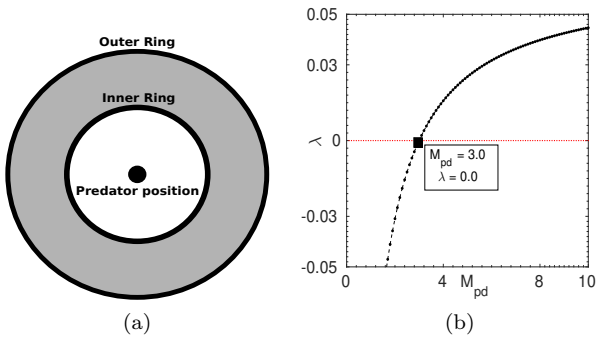 Outer Ring
Inner Ring
Predator position
(a)
0.05
0.03
λ 0
-0.03
-0.05
M_pd = 3.0
λ = 0.0
0 4 M_pd 8 10
(b)